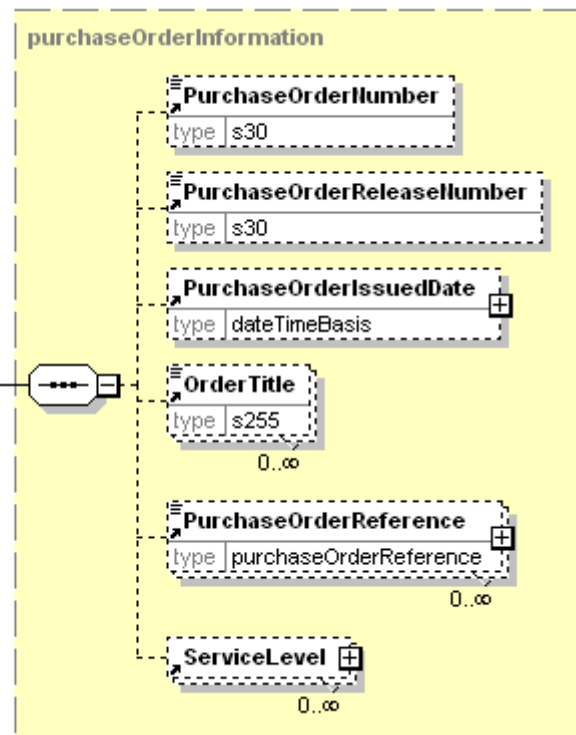 purchaseOrderInformation
PurchaseOrderNumber
type s30
PurchaseOrderReleaseNumber
type s30
PurchaseOrderIssuedDate
type dateTimeBasis
OrderTitle
type s255
0..∞
PurchaseOrderReference
type purchaseOrderReference
0..∞
ServiceLevel
0..∞